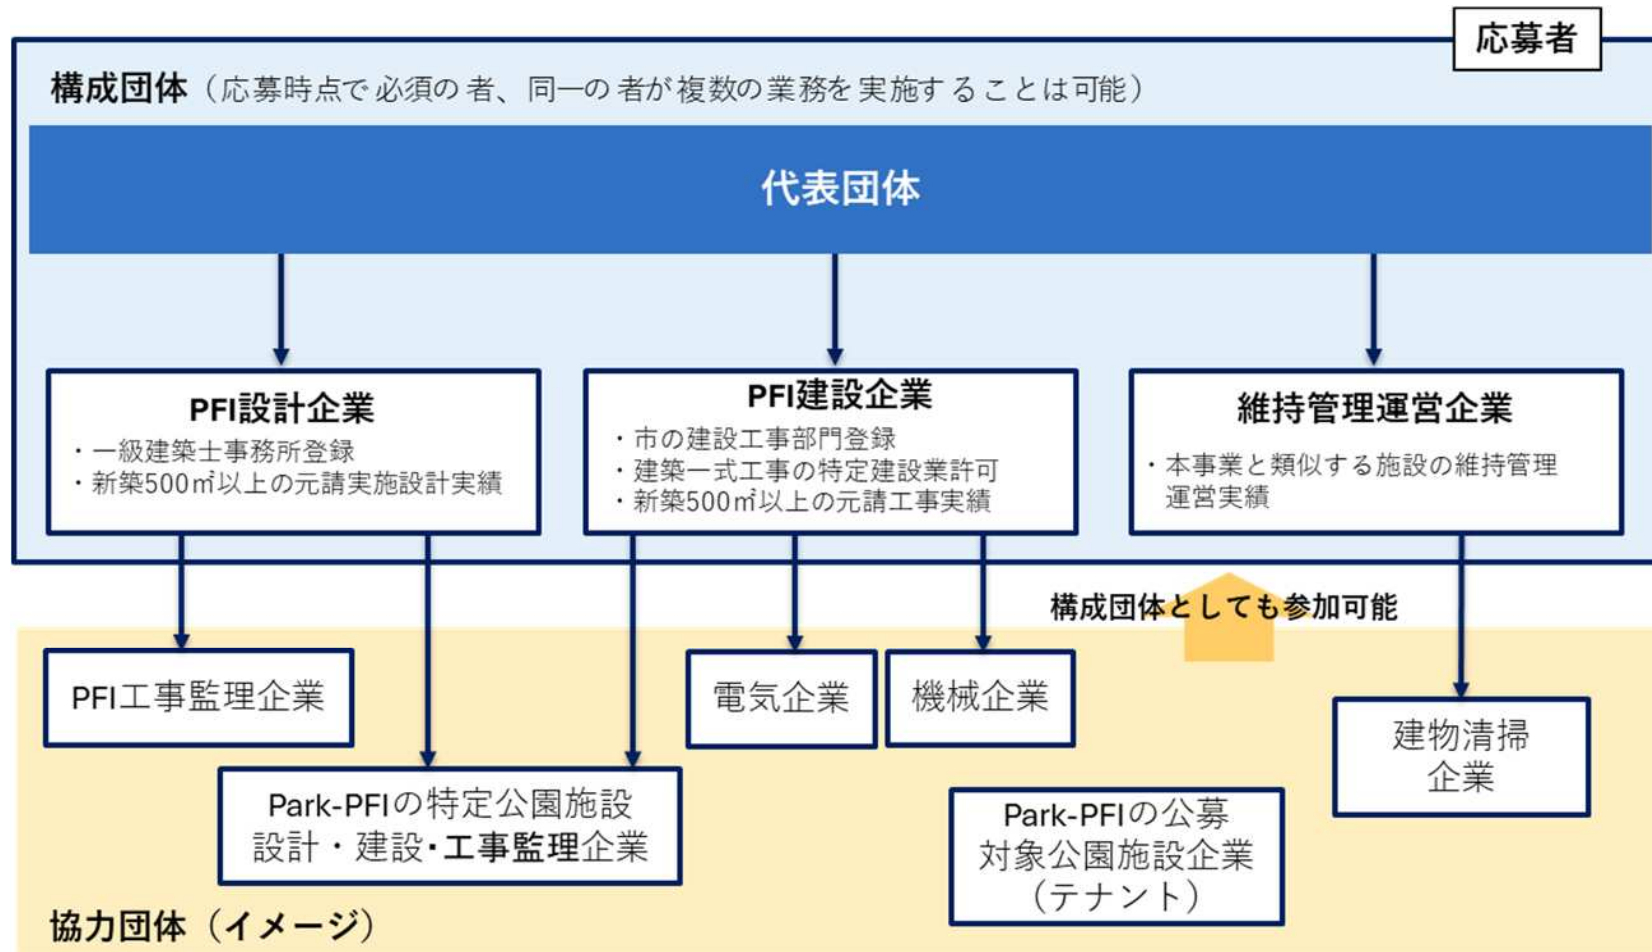 応募者
構成団体（応募時点で必須の者、同一の者が複数の業務を実施することは可能）
代表団体
PFI設計企業
・一級建築士事務所登録
・新築500㎡以上の元請実施設計実績
PFI建設企業
・市の建設工事部門登録
・建築一式工事の特定建設業許可
・新築500㎡以上の元請工事実績
維持管理運営企業
・本事業と類似する施設の維持管理
運営実績
構成団体としても参加可能
PFI工事監理企業
電気企業
機械企業
建物清掃
企業
Park-PFIの特定公園施設
設計・建設・工事監理企業
Park-PFIの公募
対象公園施設企業
（テナント）
協力団体（イメージ）